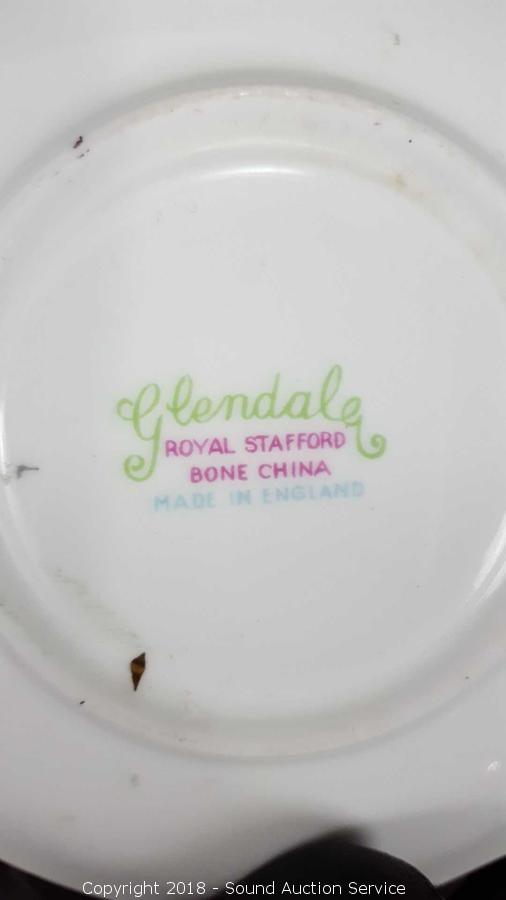 Glendale
ROYAL STAFFORD
BONE CHINA
MADE IN ENGLAND
Copyright 2018 - Sound Auction Service